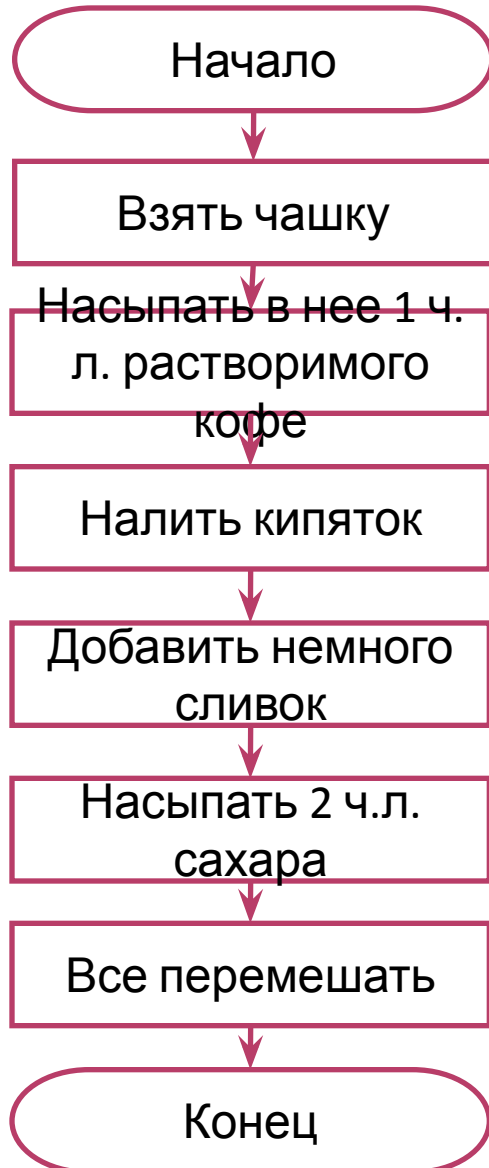 Начало
Взять чашку
Насыпать в нее 1 ч.
л. растворимого
кофе
Налить кипяток
Добавить немного
сливок
Насыпать 2 ч.л.
сахара
Все перемешать
Конец